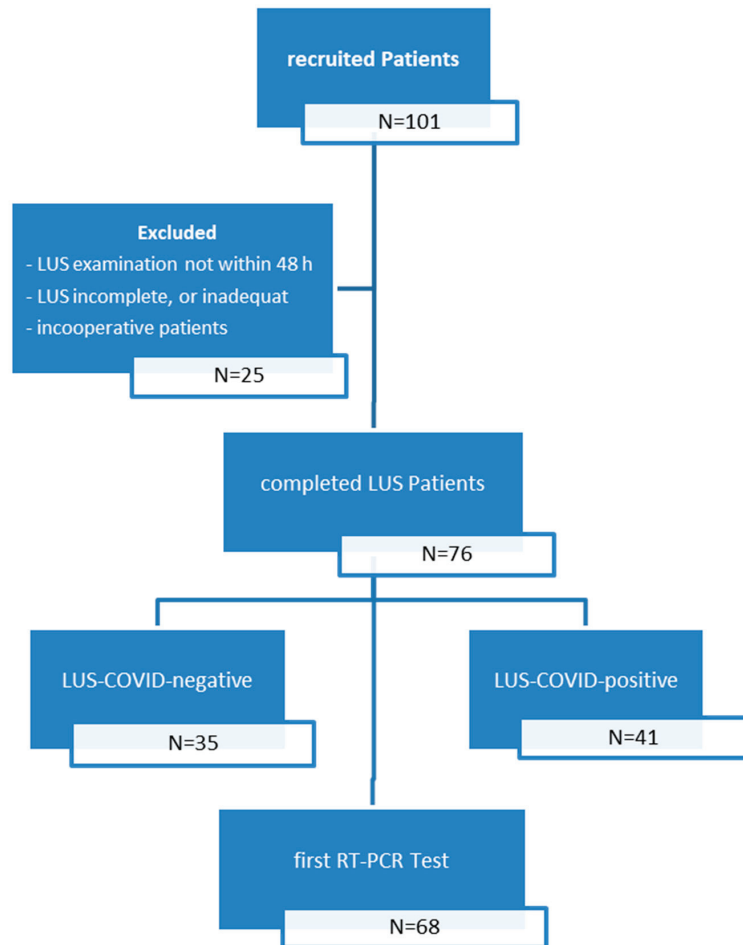 recruited Patients
N=101
Excluded
- LUS examination not within 48 h
- LUS incomplete, or inadequat
- incooperative patients
N=25
completed LUS Patients
N=76
LUS-COVID-negative
N=35
LUS-COVID-positive
N=41
first RT-PCR Test
N=68